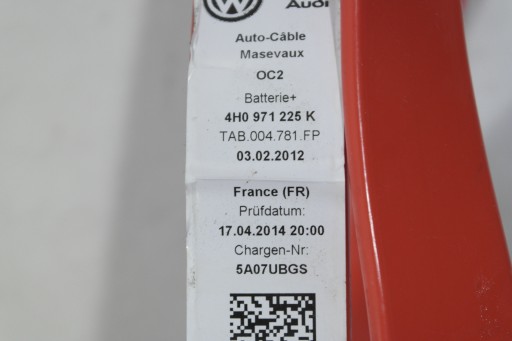 Audi
Auto-Câble
Masevaux
OC2
Batterie+
4H0 971 225 K
TAB.004.781.FP
03.02.2012
France (FR)
Prüfdatum:
17.04.2014 20:00
Chargen-Nr:
5A07UBGS